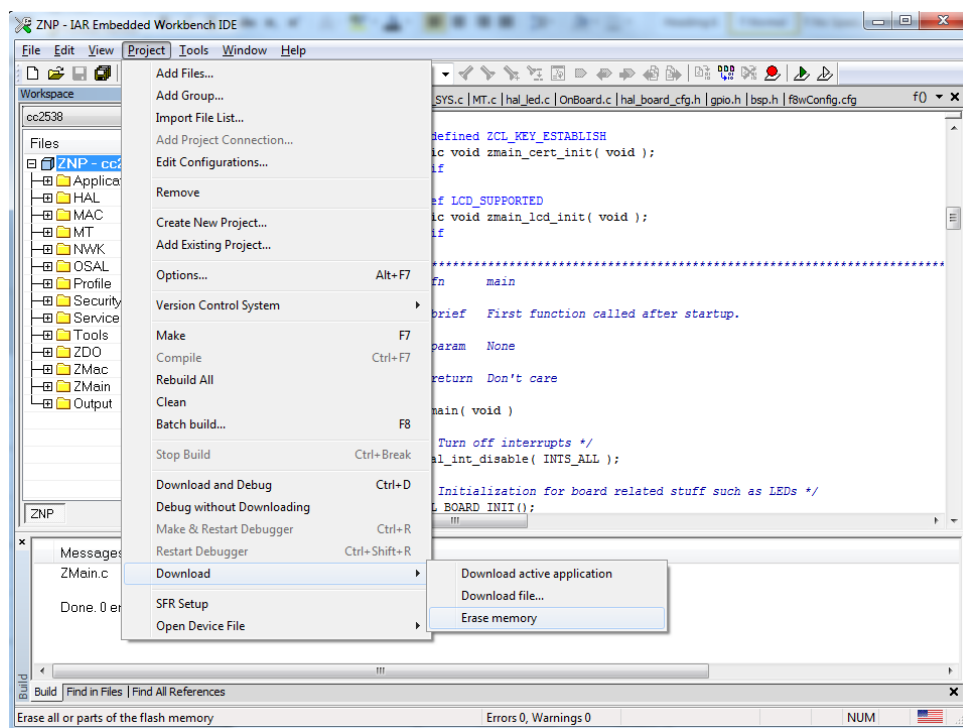 ZNP - IAR Embedded Workbench IDE
File Edit View Project Tools Window Help
Workspace
cc2538
Files
ZNP - cc2
Applica
HAL
MAC
MT
NWK
OSAL
Profile
Security
Service
Tools
ZDO
ZMac
ZMain
Output
ZNP
Add Files...
Add Group...
Import File List...
Add Project Connection...
Edit Configurations...
Remove
Create New Project...
Add Existing Project...
Options... Alt+F7
Version Control System
Make F7
Compile Ctrl+F7
Rebuild All
Clean
Batch build... F8
Stop Build Ctrl+Break
Download and Debug Ctrl+D
Debug without Downloading
Make & Restart Debugger Ctrl+R
Restart Debugger Ctrl+Shift+R
Download
SFR Setup
Open Device File
Download active application
Download file...
Erase memory
_SYS.c | MT.c | hal_led.c | OnBoard.c | hal_board_cfg.h | gpio.h | bsp.h | f8wConfig.cfg f()
defined ZCL_KEY_ESTABLISH
ic void zmain_cert_init( void );
if
ef LCD_SUPPORTED
ic void zmain_lcd_init( void );
if
******************************************************************************
fn main
brief First function called after startup.
param None
return Don't care
main( void )
Turn off interrupts */
al_int_disable( INTS_ALL );
Initialization for board related stuff such as LEDs */
L_BOARD_INIT();
Messages
ZMain.c
Done. 0 er
Build
Build Find in Files Find All References
Erase all or parts of the flash memory Errors 0, Warnings 0 NUM